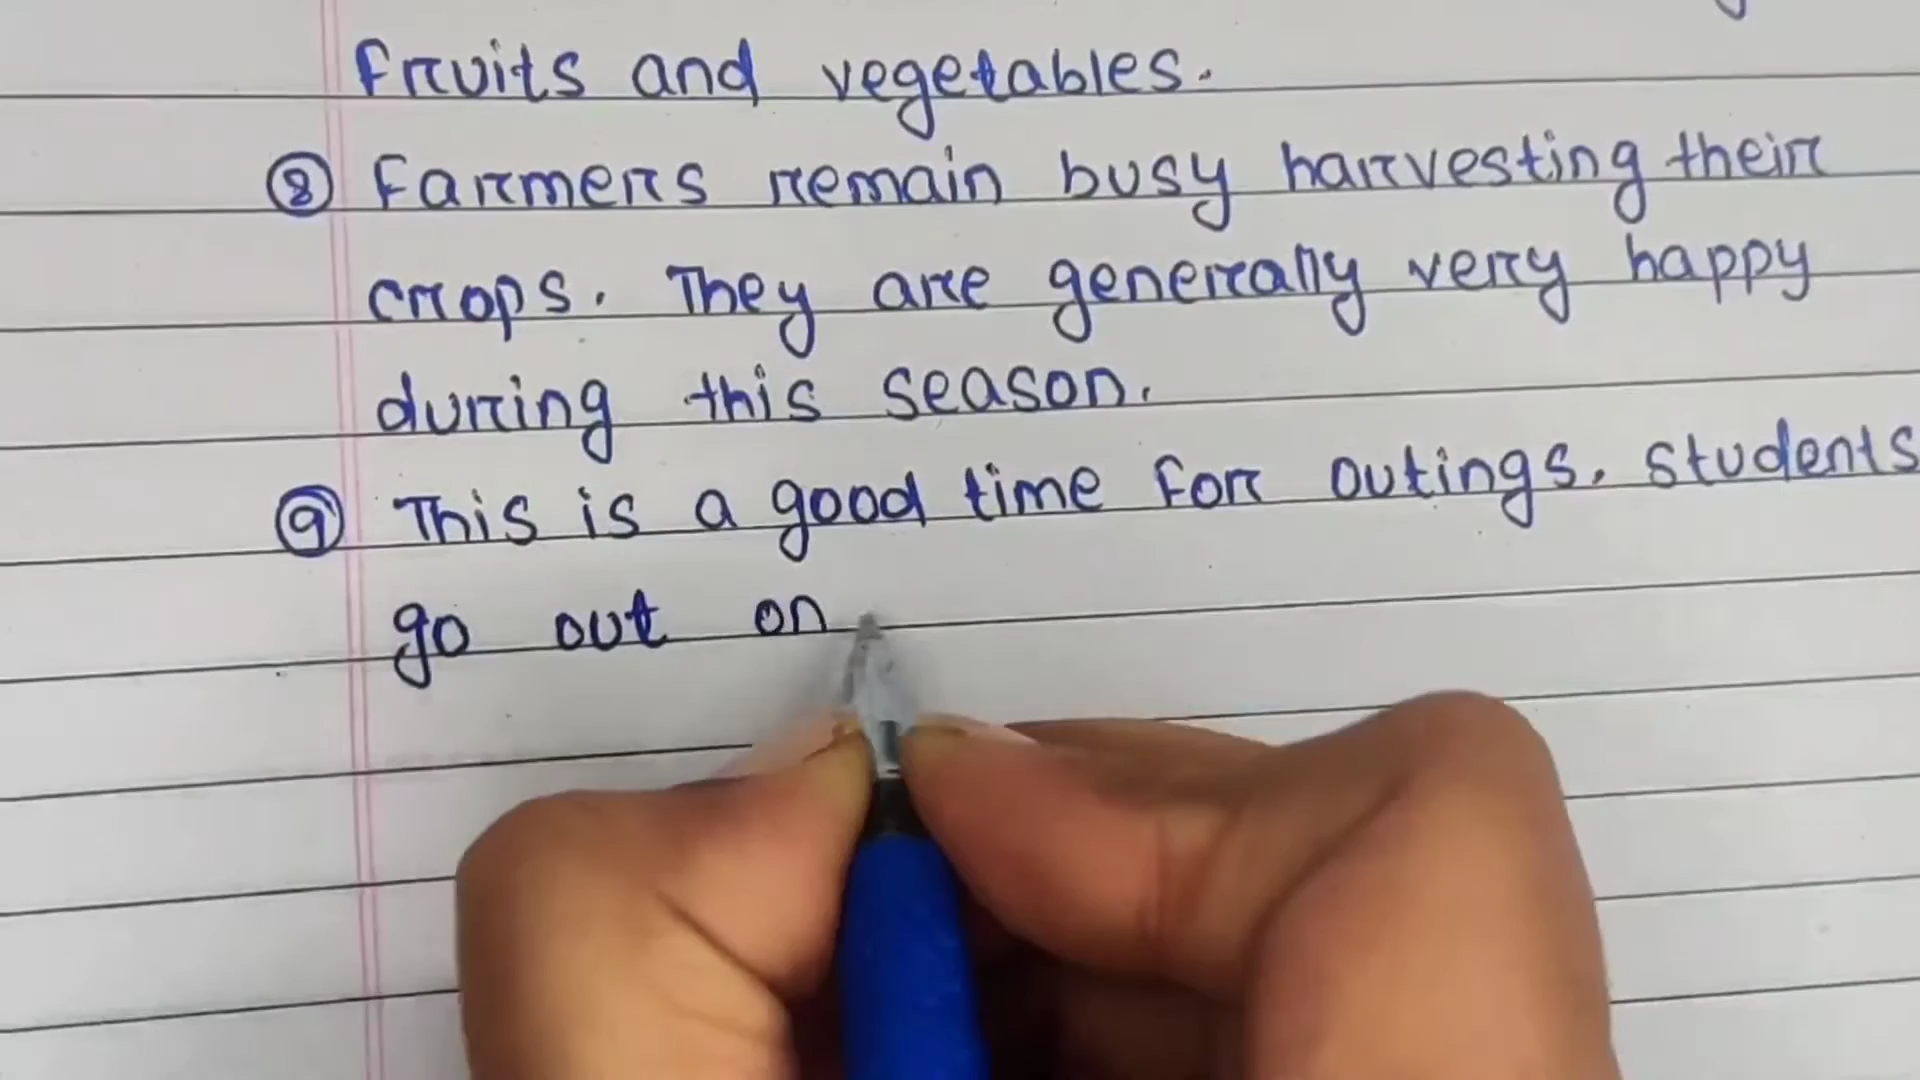 fruits and vegetables.
⑧ Farmers remain busy harvesting their
crops. They are generally very happy
during this season.
⑨ This is a good time for outings. students
go out on